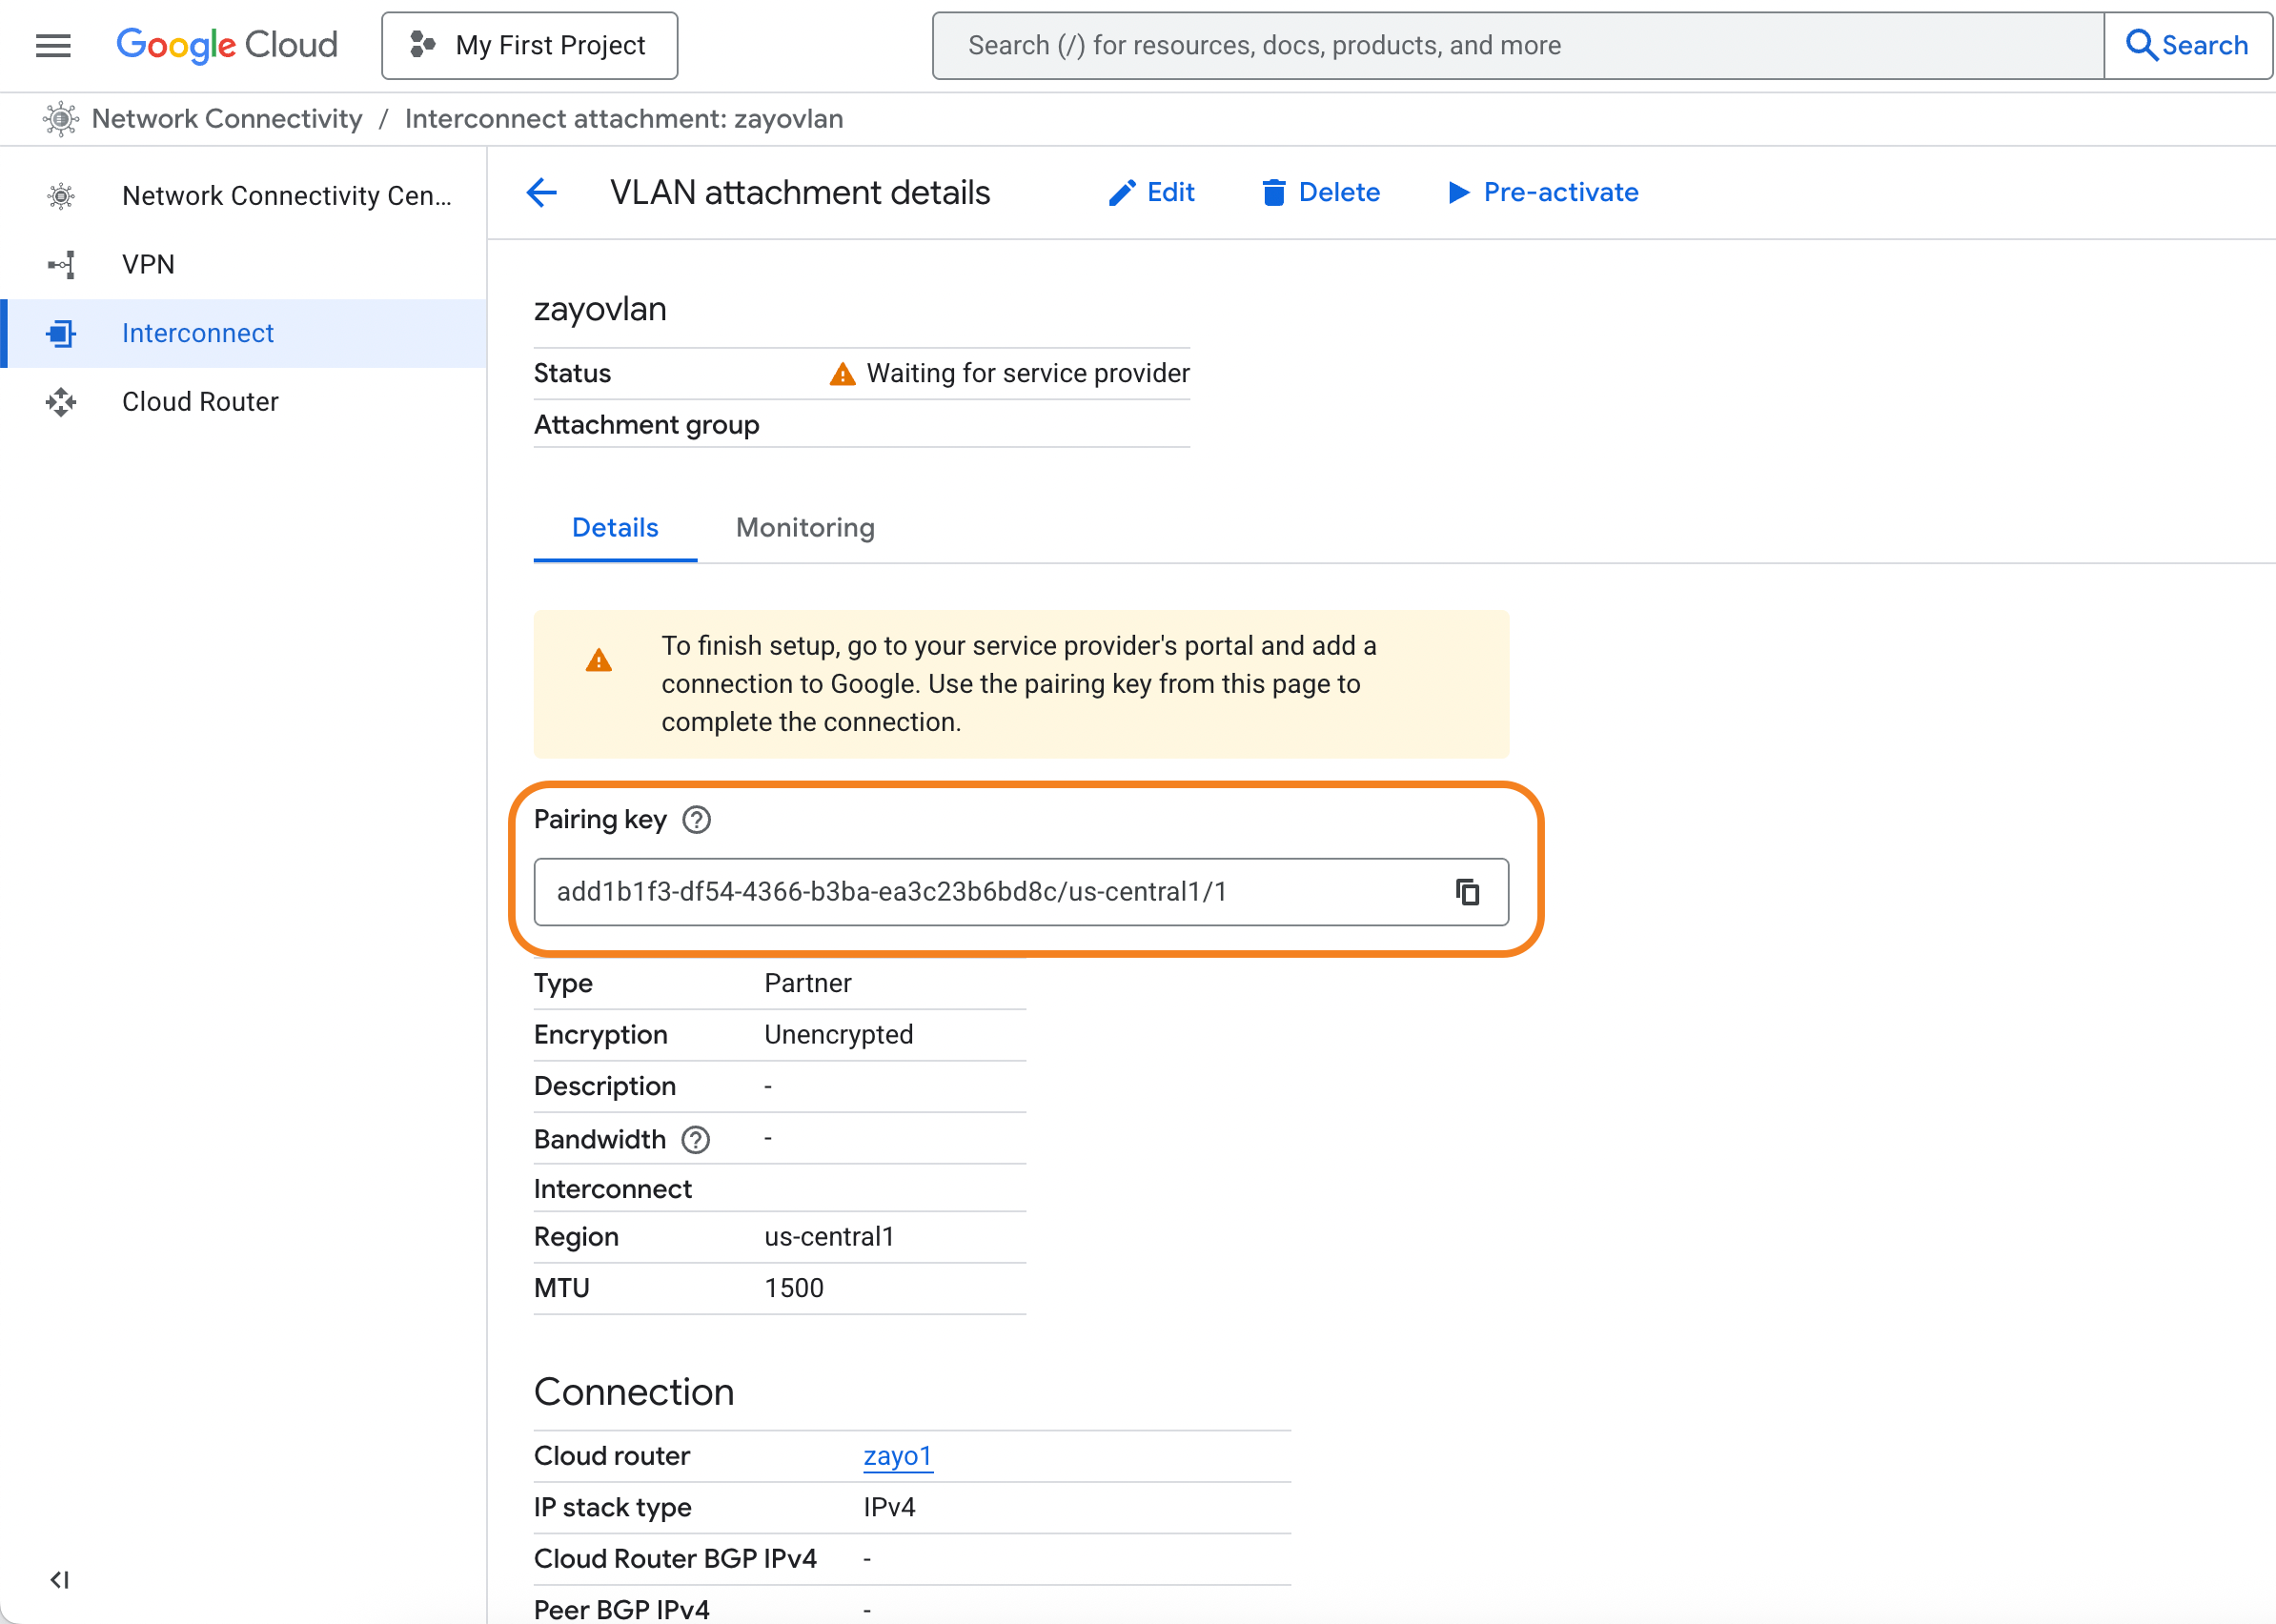 Google Cloud
My First Project
Search (/) for resources, docs, products, and more
Search
Network Connectivity / Interconnect attachment: zayovlan
Network Connectivity Cen...
VPN
Interconnect
Cloud Router
VLAN attachment details
Edit
Delete
Pre-activate
zayovlan
Status Waiting for service provider
Attachment group
Details Monitoring
To finish setup, go to your service provider's portal and add a
connection to Google. Use the pairing key from this page to
complete the connection.
Pairing key
add1b1f3-df54-4366-b3ba-ea3c23b6bd8c/us-central1/1
Type Partner
Encryption Unencrypted
Description -
Bandwidth -
Interconnect
Region us-central1
MTU 1500
Connection
Cloud router zayo1
IP stack type IPv4
Cloud Router BGP IPv4 -
Peer BGP IPv4 -